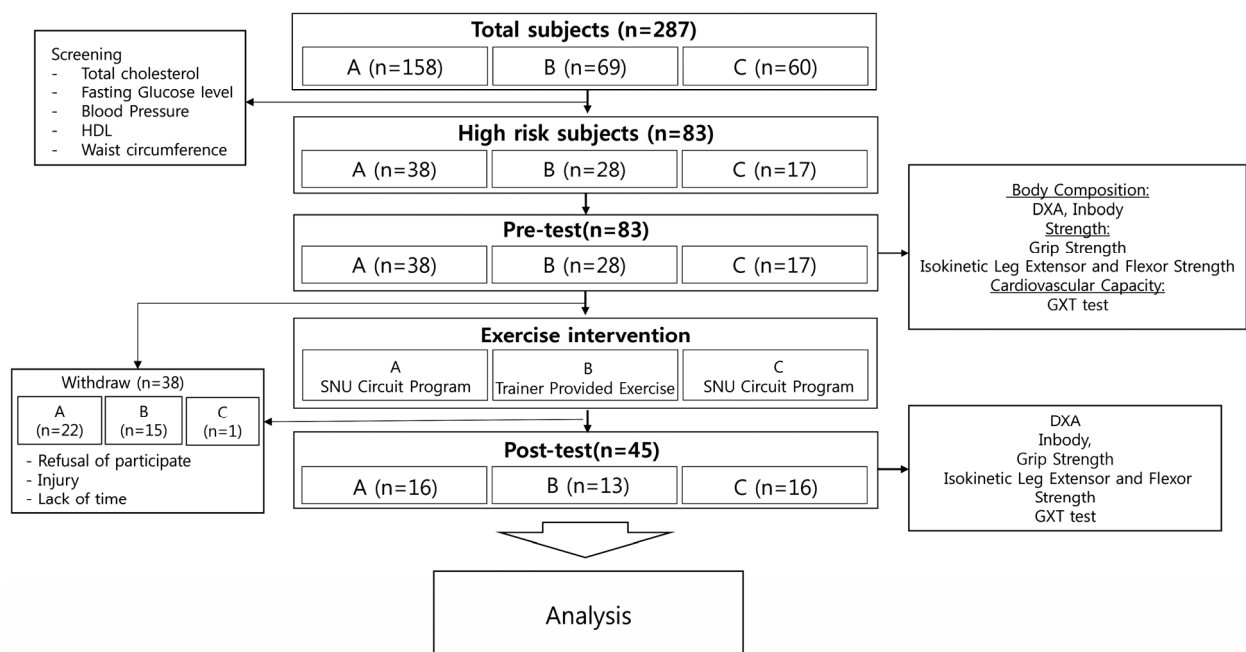 Total subjects (n=287)
A (n=158)
B (n=69)
C (n=60)
Screening
- Total cholesterol
- Fasting Glucose level
- Blood Pressure
- HDL
- Waist circumference
High risk subjects (n=83)
A (n=38)
B (n=28)
C (n=17)
Pre-test(n=83)
A (n=38)
B (n=28)
C (n=17)
Body Composition:
DXA, Inbody
Strength:
Grip Strength
Isokinetic Leg Extensor and Flexor Strength
Cardiovascular Capacity:
GXT test
Exercise intervention
A
SNU Circuit Program
B
Trainer Provided Exercise
C
SNU Circuit Program
Withdraw (n=38)
A
(n=22)
B
(n=15)
C
(n=1)
- Refusal of participate
- Injury
- Lack of time
Post-test(n=45)
A (n=16)
B (n=13)
C (n=16)
DXA
Inbody,
Grip Strength
Isokinetic Leg Extensor and Flexor
Strength
GXT test
Analysis